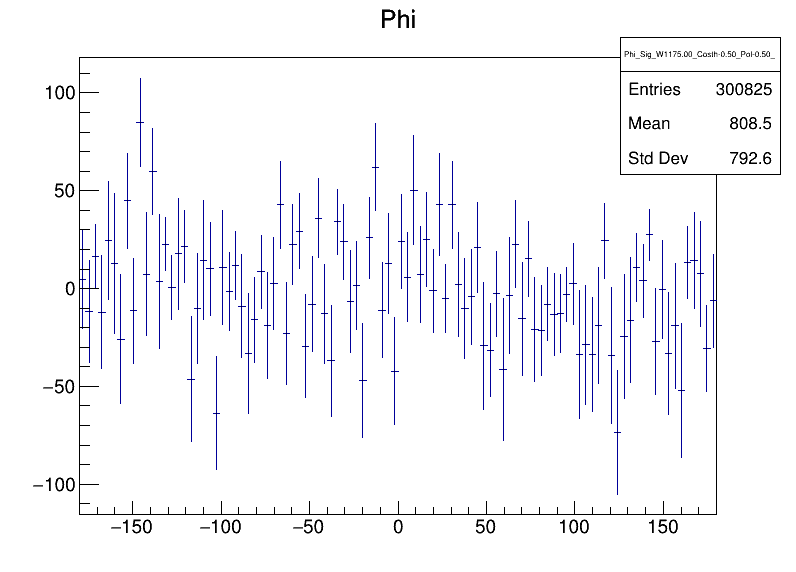 Phi
Phi_Sig_W1175.00_Costh-0.50_Pol-0.50_
Entries 300825
Mean 808.5
Std Dev 792.6
100
50
0
−50
−100
−150 −100 −50 0 50 100 150